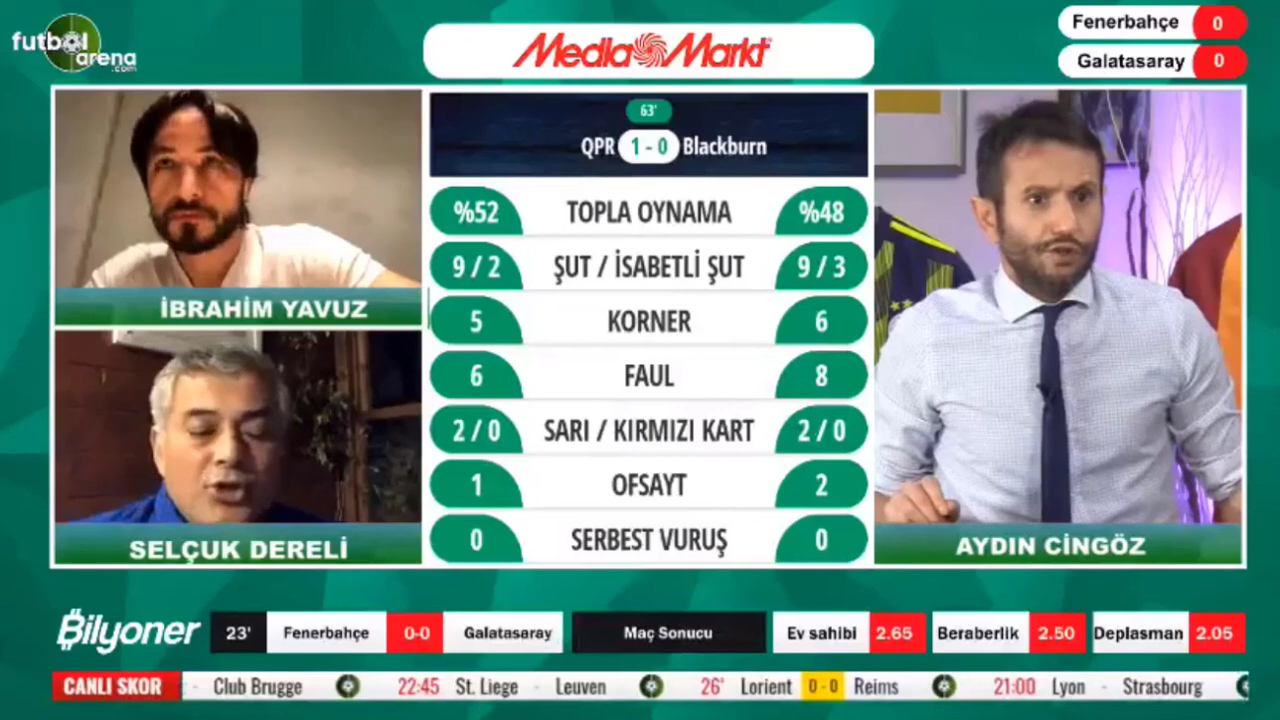 futbol
arena
.com
Media Markt
Fenerbahçe 0
Galatasaray 0
63'
QPR 1 - 0 Blackburn
%52 TOPLA OYNAMA %48
9 / 2 ŞUT / İSABETLİ ŞUT 9 / 3
5 KORNER 6
6 FAUL 8
2 / 0 SARI / KIRMIZI KART 2 / 0
1 OFSAYT 2
0 SERBEST VURUŞ 0
İBRAHİM YAVUZ
SELÇUK DERELİ
AYDIN CİNGÖZ
Bilyoner 23' Fenerbahçe 0-0 Galatasaray Maç Sonucu Ev sahibi 2.65 Beraberlik 2.50 Deplasman 2.05
CANLI SKOR - Club Brugge 22:45 St. Liege - Leuven 26' Lorient 0-0 Reims 21:00 Lyon - Strasbourg